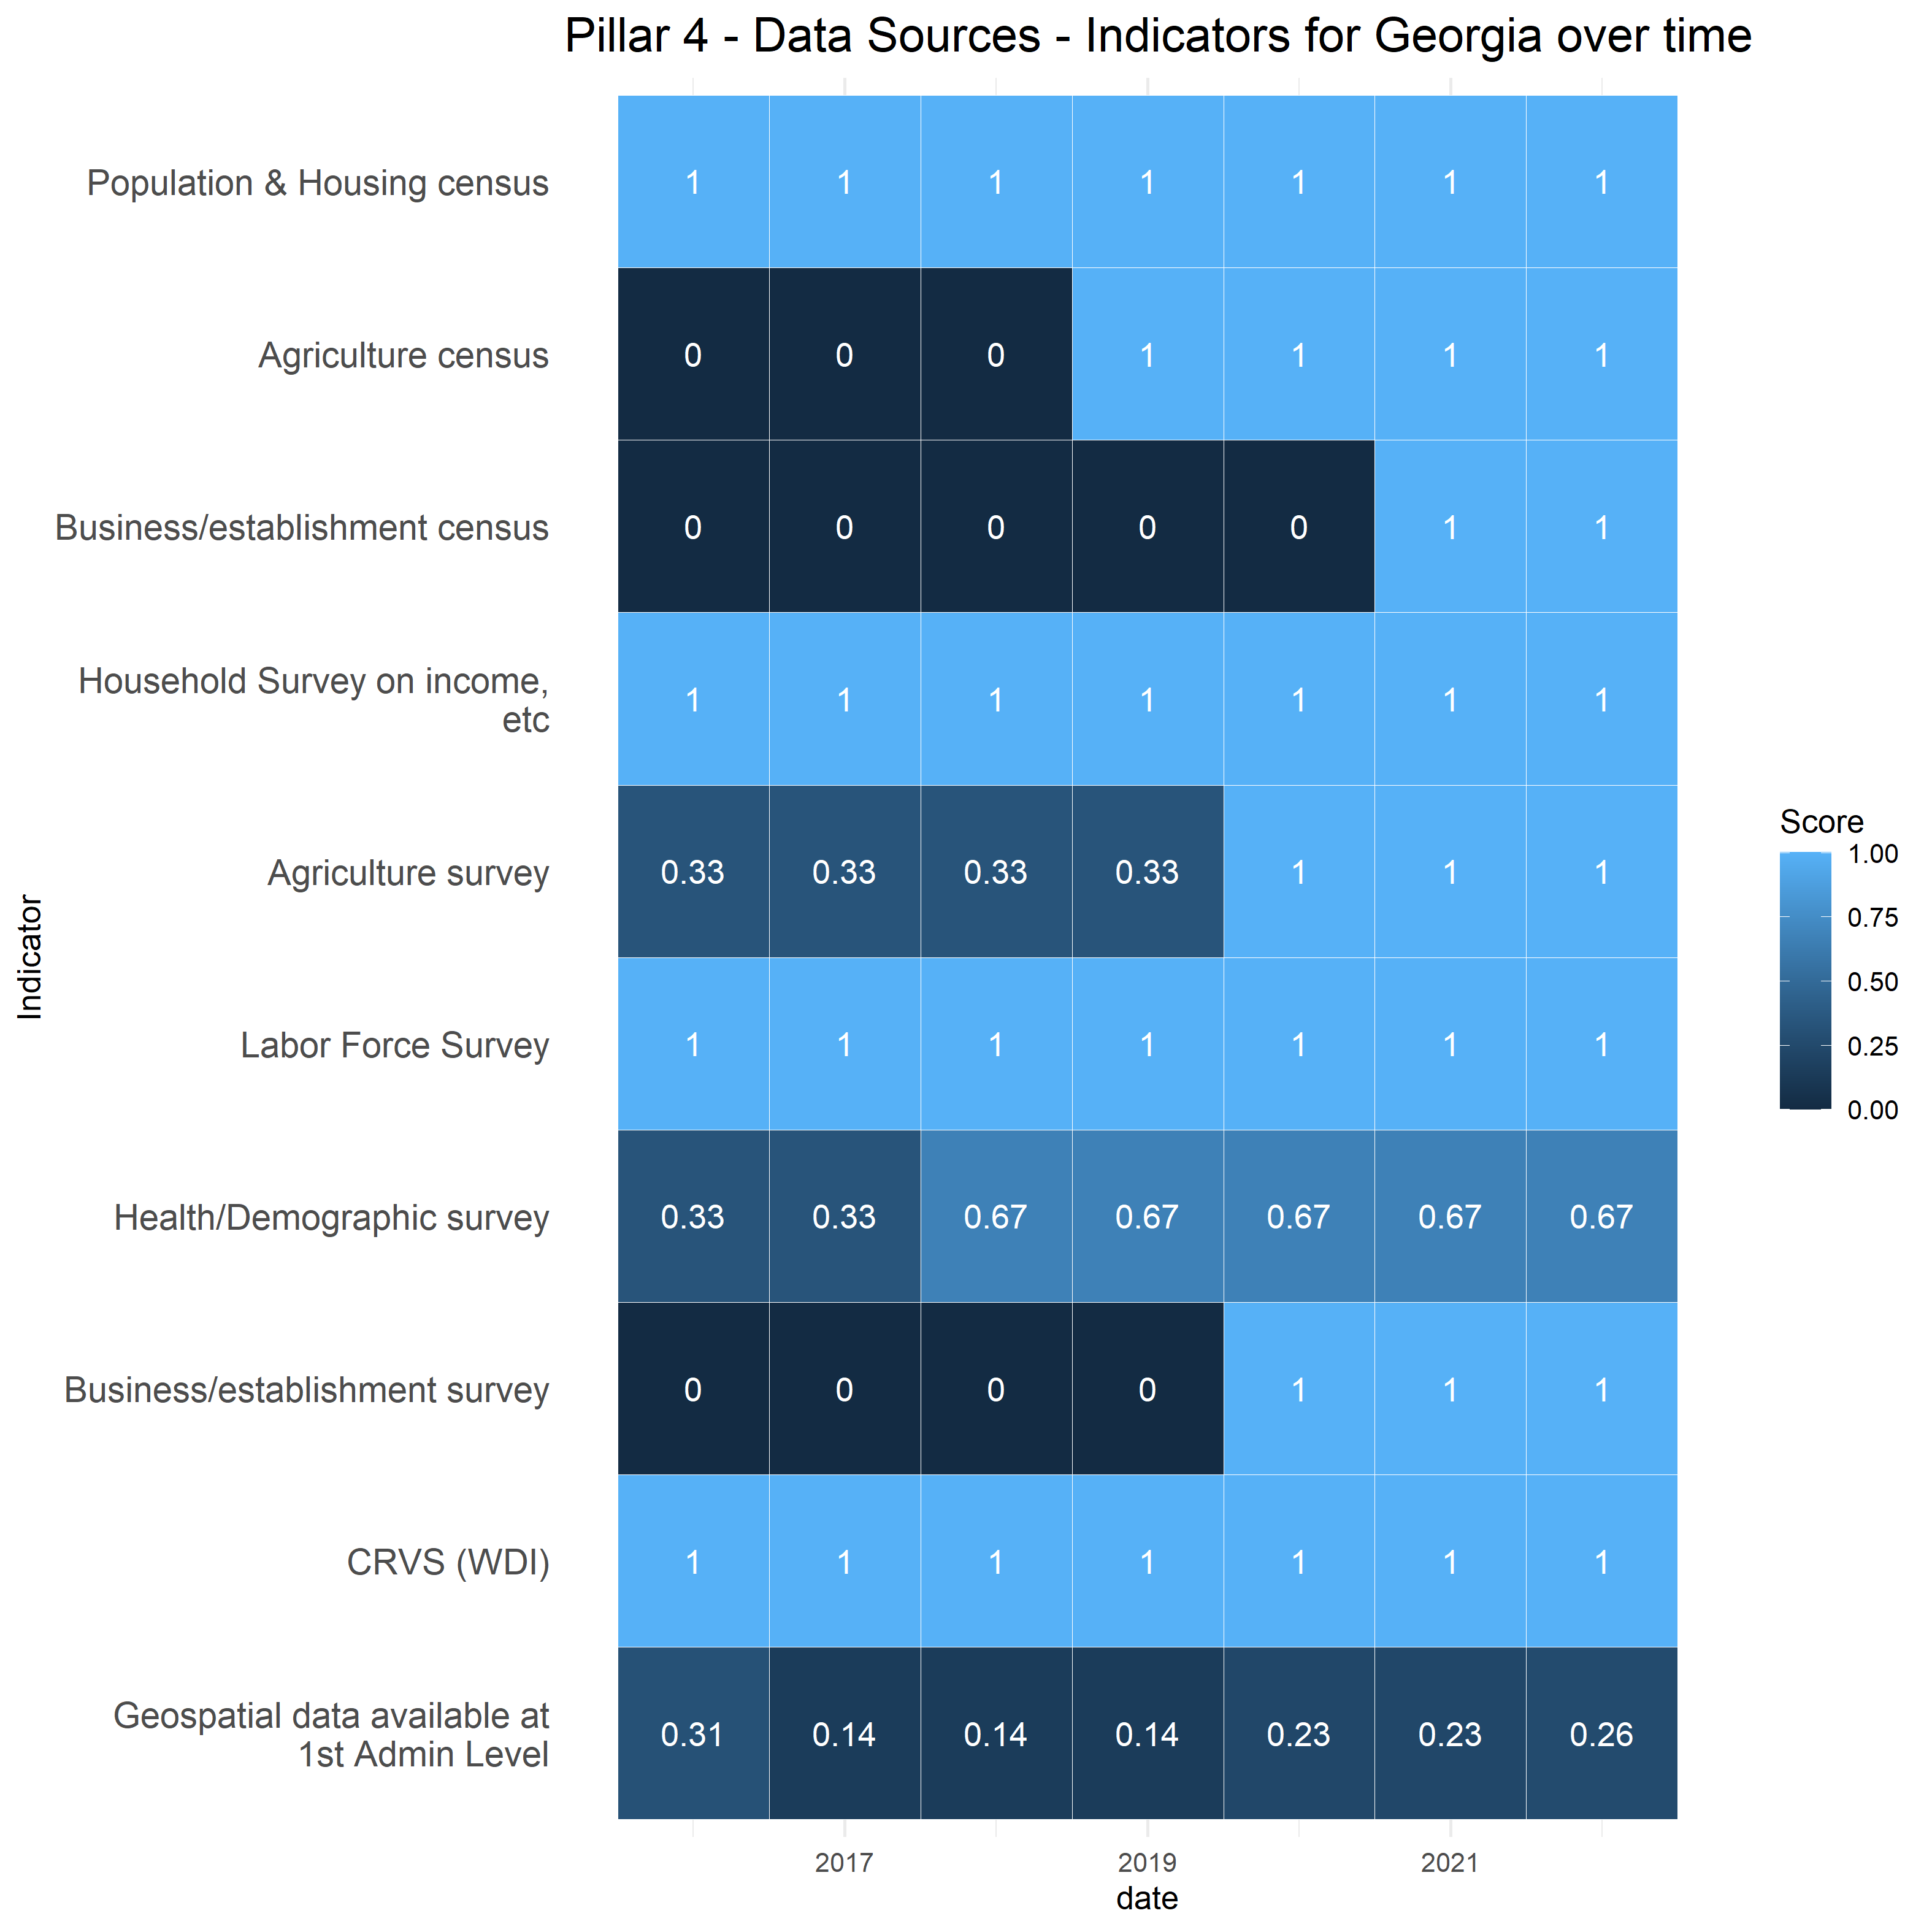 Pillar 4 - Data Sources - Indicators for Georgia over time
Population & Housing census
1 1 1 1 1 1 1
Agriculture census
0 0 0 1 1 1 1
Business/establishment census
0 0 0 0 0 1 1
Household Survey on income,
etc
1 1 1 1 1 1 1
Agriculture survey
0.33 0.33 0.33 0.33 1 1 1
Labor Force Survey
1 1 1 1 1 1 1
Health/Demographic survey
0.33 0.33 0.67 0.67 0.67 0.67 0.67
Business/establishment survey
0 0 0 0 1 1 1
CRVS (WDI)
1 1 1 1 1 1 1
Geospatial data available at
1st Admin Level
0.31 0.14 0.14 0.14 0.23 0.23 0.26
2017 2019 2021
date
Indicator
Score
1.00
0.75
0.50
0.25
0.00